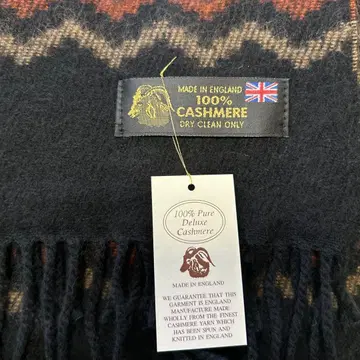 MADE IN ENGLAND
100%
CASHMERE
DRY CLEAN ONLY
100% Pure
Deluxe
Cashmere
MADE IN
ENGLAND
WE GUARANTEE THAT THIS
GARMENT IS ENGLAND
MANUFACTURE MADE
WHOLLY FROM THE FINEST
CASHMERE YARN WHICH
HAS BEEN SPUN AND
KNITTED IN ENGLAND